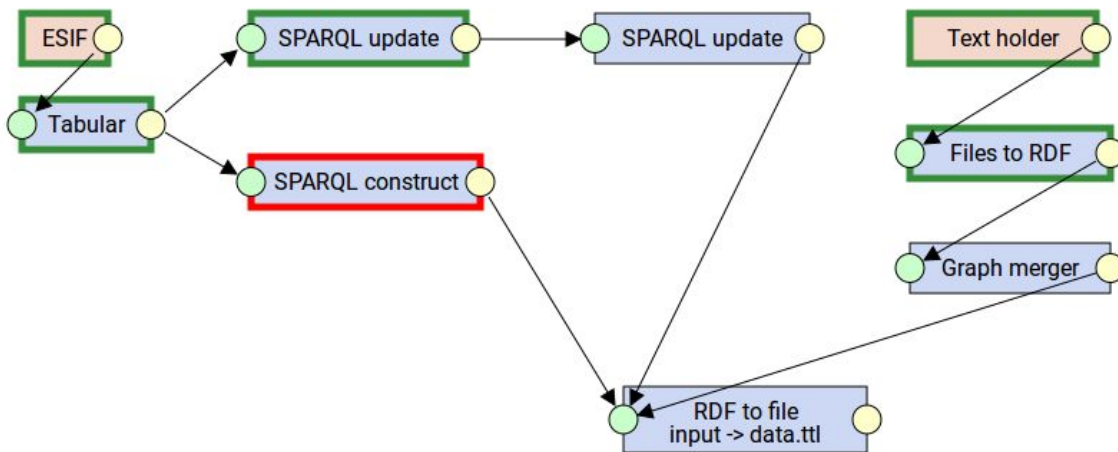 ESIF
SPARQL update
SPARQL update
Text holder
Tabular
Files to RDF
SPARQL construct
Graph merger
RDF to file
input -> data.ttl